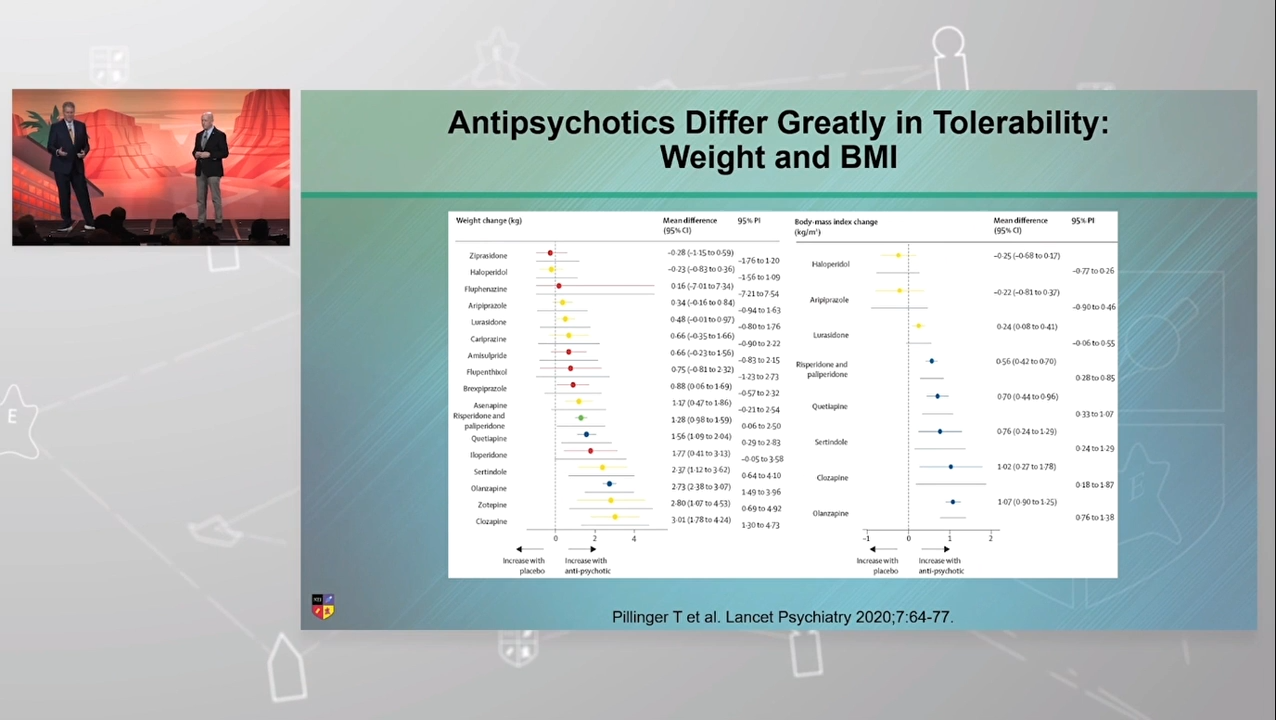 Antipsychotics Differ Greatly in Tolerability:
Weight and BMI
Weight change (kg) Mean difference (95% CI) 95% PI
Ziprasidone –0·28 (–1·15 to 0·59) –1·76 to 1·20
Haloperidol –0·23 (–0·83 to 0·36) –1·56 to 1·09
Fluphenazine 0·16 (–7·01 to 7·34) –7·21 to 7·54
Aripiprazole 0·34 (–0·16 to 0·84) –0·94 to 1·63
Lurasidone 0·48 (–0·01 to 0·97) –0·80 to 1·76
Cariprazine 0·66 (–0·35 to 1·66) –0·90 to 2·22
Amisulpride 0·66 (–0·23 to 1·56) –0·83 to 2·15
Flupenthixol 0·75 (–0·81 to 2·32) –1·23 to 2·73
Brexpiprazole 0·88 (0·06 to 1·69) –0·57 to 2·32
Asenapine 1·17 (0·47 to 1·86) –0·21 to 2·54
Risperidone and
paliperidone 1·28 (0·98 to 1·59) 0·06 to 2·50
Quetiapine 1·56 (1·09 to 2·04) 0·29 to 2·83
Iloperidone 1·77 (0·41 to 3·13) –0·05 to 3·58
Sertindole 2·37 (1·12 to 3·62) 0·64 to 4·10
Olanzapine 2·73 (2·38 to 3·07) 1·49 to 3·96
Zotepine 2·80 (1·07 to 4·53) 0·69 to 4·92
Clozapine 3·01 (1·78 to 4·24) 1·30 to 4·73
0 2 4
Increase with
placebo
Increase with
anti-psychotic
Body-mass index change
(kg/m²) Mean difference (95% CI) 95% PI
Haloperidol –0·25 (–0·68 to 0·17) –0·77 to 0·26
Aripiprazole –0·22 (–0·81 to 0·37) –0·90 to 0·46
Lurasidone 0·24 (0·08 to 0·41) –0·06 to 0·55
Risperidone and
paliperidone 0·56 (0·42 to 0·70) 0·28 to 0·85
Quetiapine 0·70 (0·44 to 0·96) 0·33 to 1·07
Sertindole 0·76 (0·24 to 1·29) 0·24 to 1·29
Clozapine 1·02 (0·27 to 1·78) 0·18 to 1·87
Olanzapine 1·07 (0·90 to 1·25) 0·76 to 1·38
–1 0 1 2
Increase with
placebo
Increase with
anti-psychotic
Pillinger T et al. Lancet Psychiatry 2020;7:64-77.
E
E